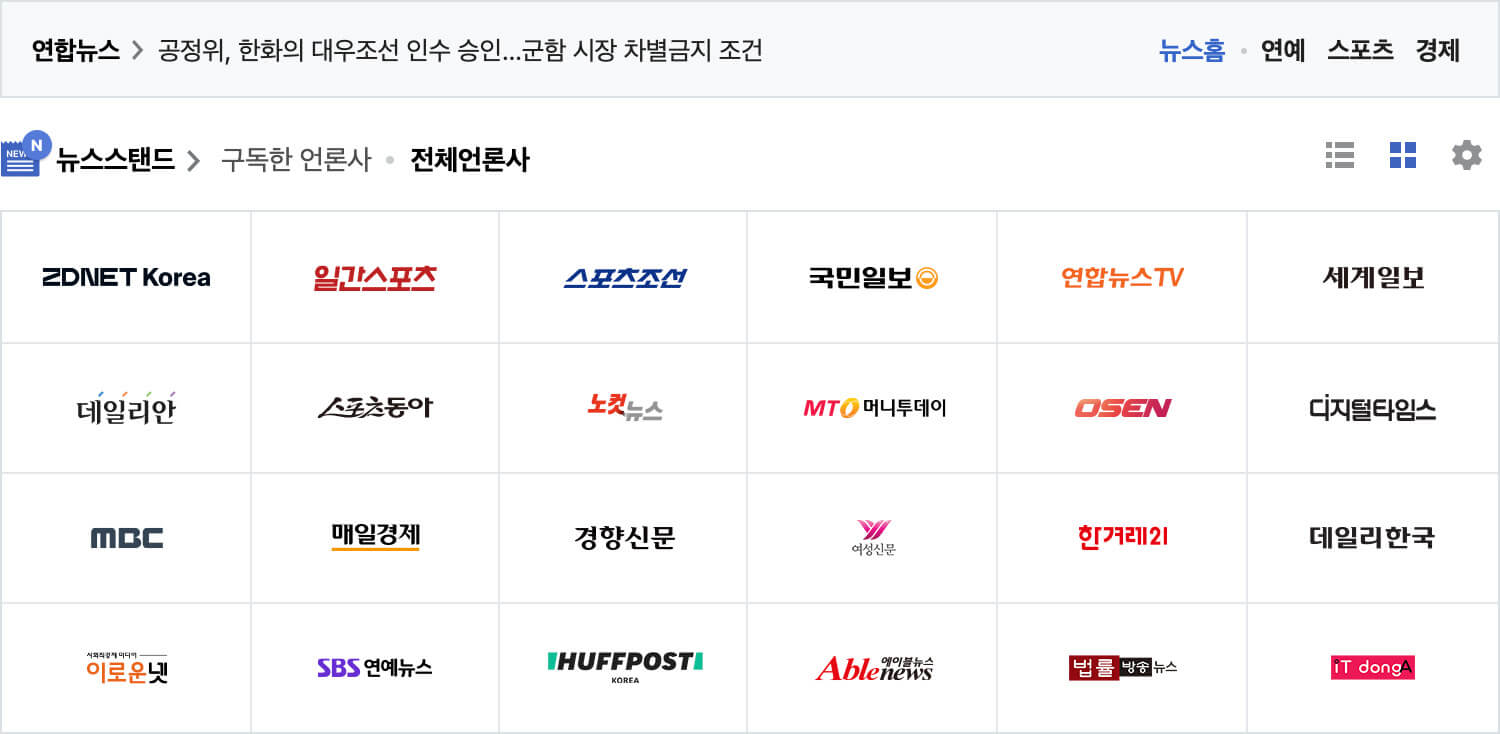 연합뉴스 > 공정위, 한화의 대우조선 인수 승인...군함 시장 차별금지 조건
뉴스홈 • 연예 스포츠 경제
NEW N 뉴스스탠드 > 구독한 언론사 • 전체언론사
ZDNET Korea 일간스포츠 스포츠조선 국민일보 연합뉴스TV 세계일보
데일리안 스포츠동아 노컷뉴스 MTO 머니투데이 OSEN 디지털타임스
MBC 매일경제 경향신문 여성신문 한겨레21 데일리한국
사회적경제 미디어
이로운넷 SBS 연예뉴스 HUFFPOST
KOREA
에이블뉴스
Ablenews 법률방송뉴스 iT dongA